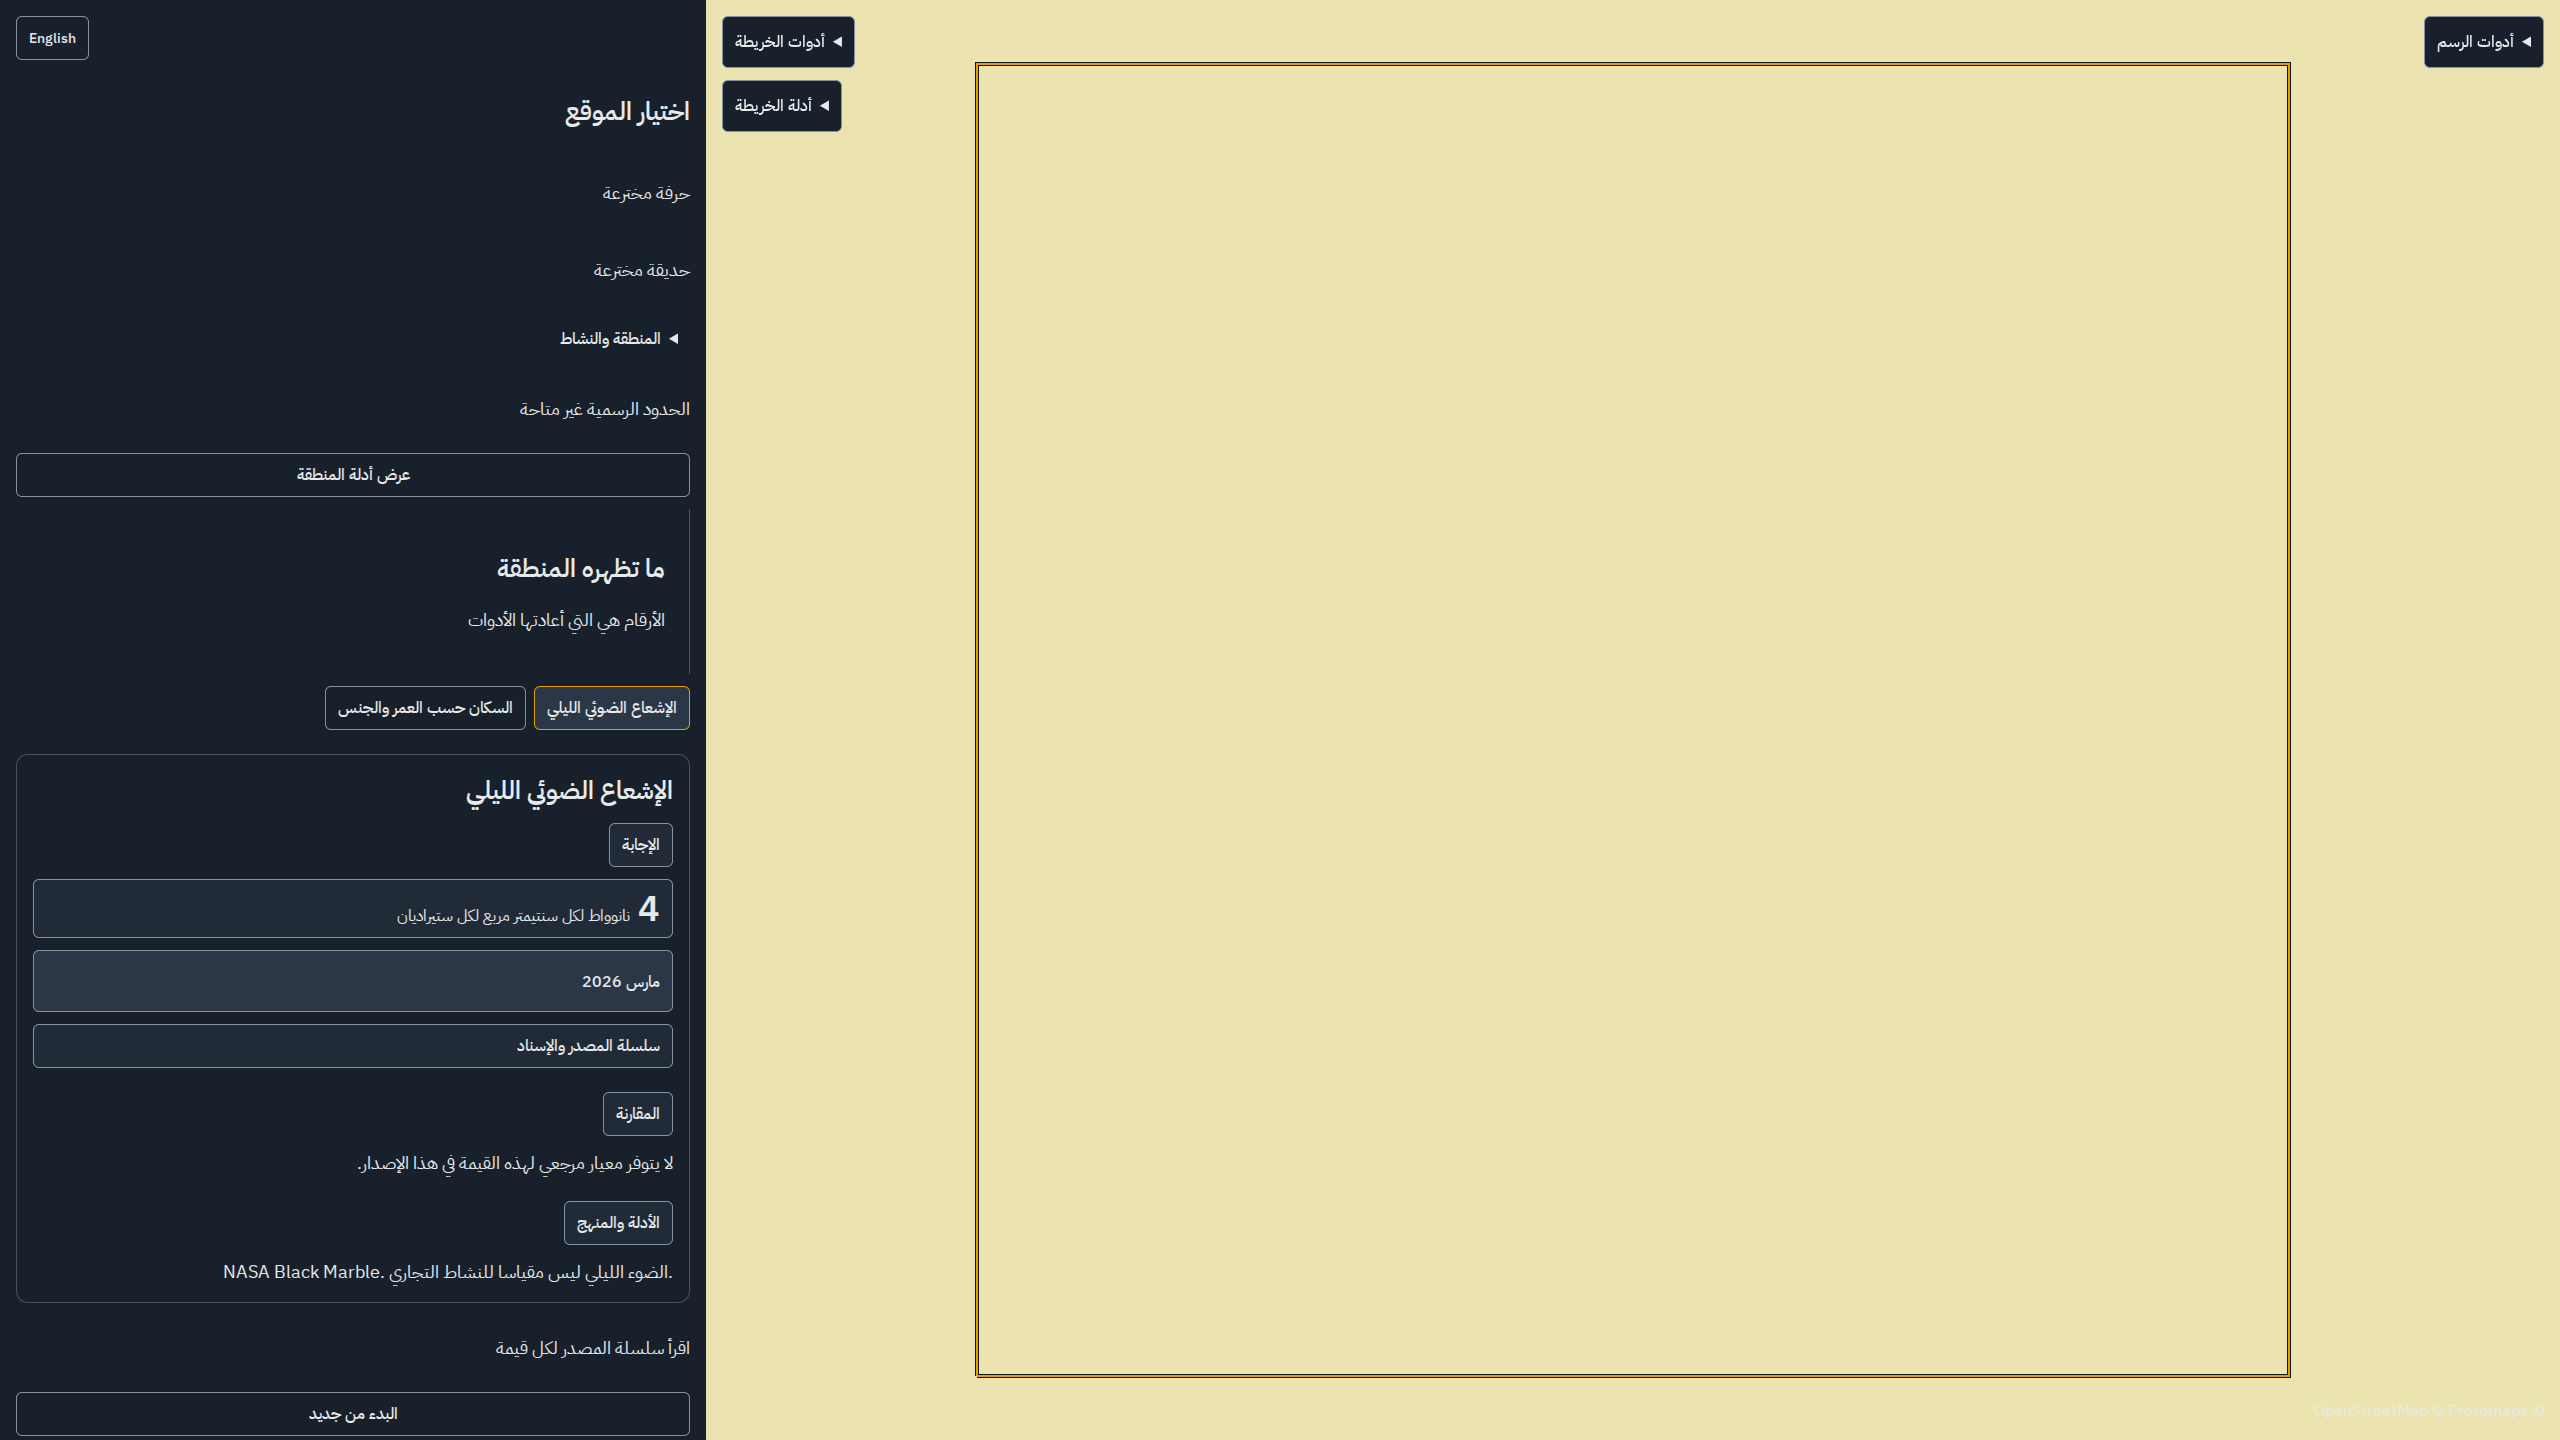 English
اختيار الموقع
حرفة مخترعة
حديقة مخترعة
المنطقة والنشاط
الحدود الرسمية غير متاحة
عرض أدلة المنطقة
ما تظهره المنطقة
الأرقام هي التي أعادتها الأدوات
الإشعاع الضوئي الليلي
السكان حسب العمر والجنس
الإشعاع الضوئي الليلي
الإجابة
4 نانوواط لكل سنتيمتر مربع لكل ستيراديان
مارس 2026
سلسلة المصدر والإسناد
المقارنة
لا يتوفر معيار مرجعي لهذه القيمة في هذا الإصدار.
الأدلة والمنهج
.الضوء الليلي ليس مقياسا للنشاط التجاري .NASA Black Marble
اقرأ سلسلة المصدر لكل قيمة
البدء من جديد
أدوات الخريطة
أدلة الخريطة
أدوات الرسم
OpenStreetMap © Protomaps ©